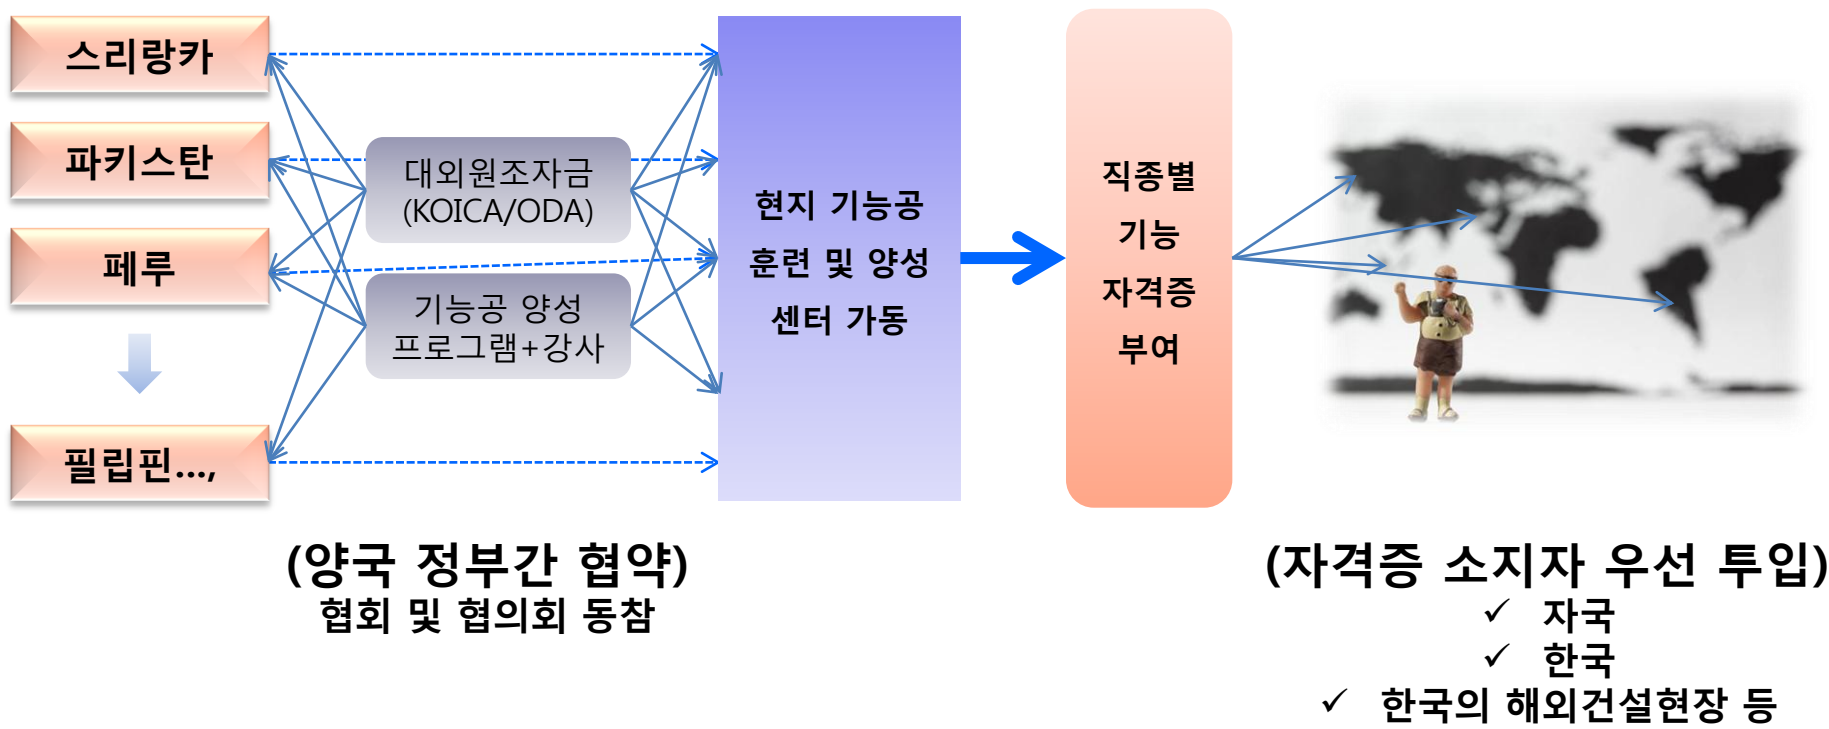 스리랑카
파키스탄
페루
필립핀...,
대외원조자금
(KOICA/ODA)
기능공 양성
프로그램+강사
현지 기능공
훈련 및 양성
센터 가동
직종별
기능
자격증
부여
(양국 정부간 협약)
협회 및 협의회 동참
(자격증 소지자 우선 투입)
✓ 자국
✓ 한국
✓ 한국의 해외건설현장 등